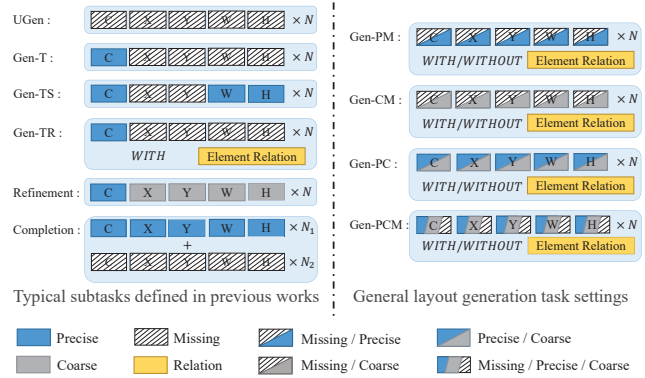 UGen : C X Y W H × N
Gen-T : C X Y W H × N
Gen-TS : C X Y W H × N
Gen-TR : C X Y W H × N
WITH Element Relation
Refinement : C X Y W H × N
Completion : C X Y W H × N₁
+
C X Y W H × N₂
Typical subtasks defined in previous works
Gen-PM : C X Y W H × N
WITH/WITHOUT Element Relation
Gen-CM : C X Y W H × N
WITH/WITHOUT Element Relation
Gen-PC : C X Y W H × N
WITH/WITHOUT Element Relation
Gen-PCM : C X Y W H × N
WITH/WITHOUT Element Relation
General layout generation task settings
Precise Missing Missing / Precise Precise / Coarse
Coarse Relation Missing / Coarse Missing / Precise / Coarse